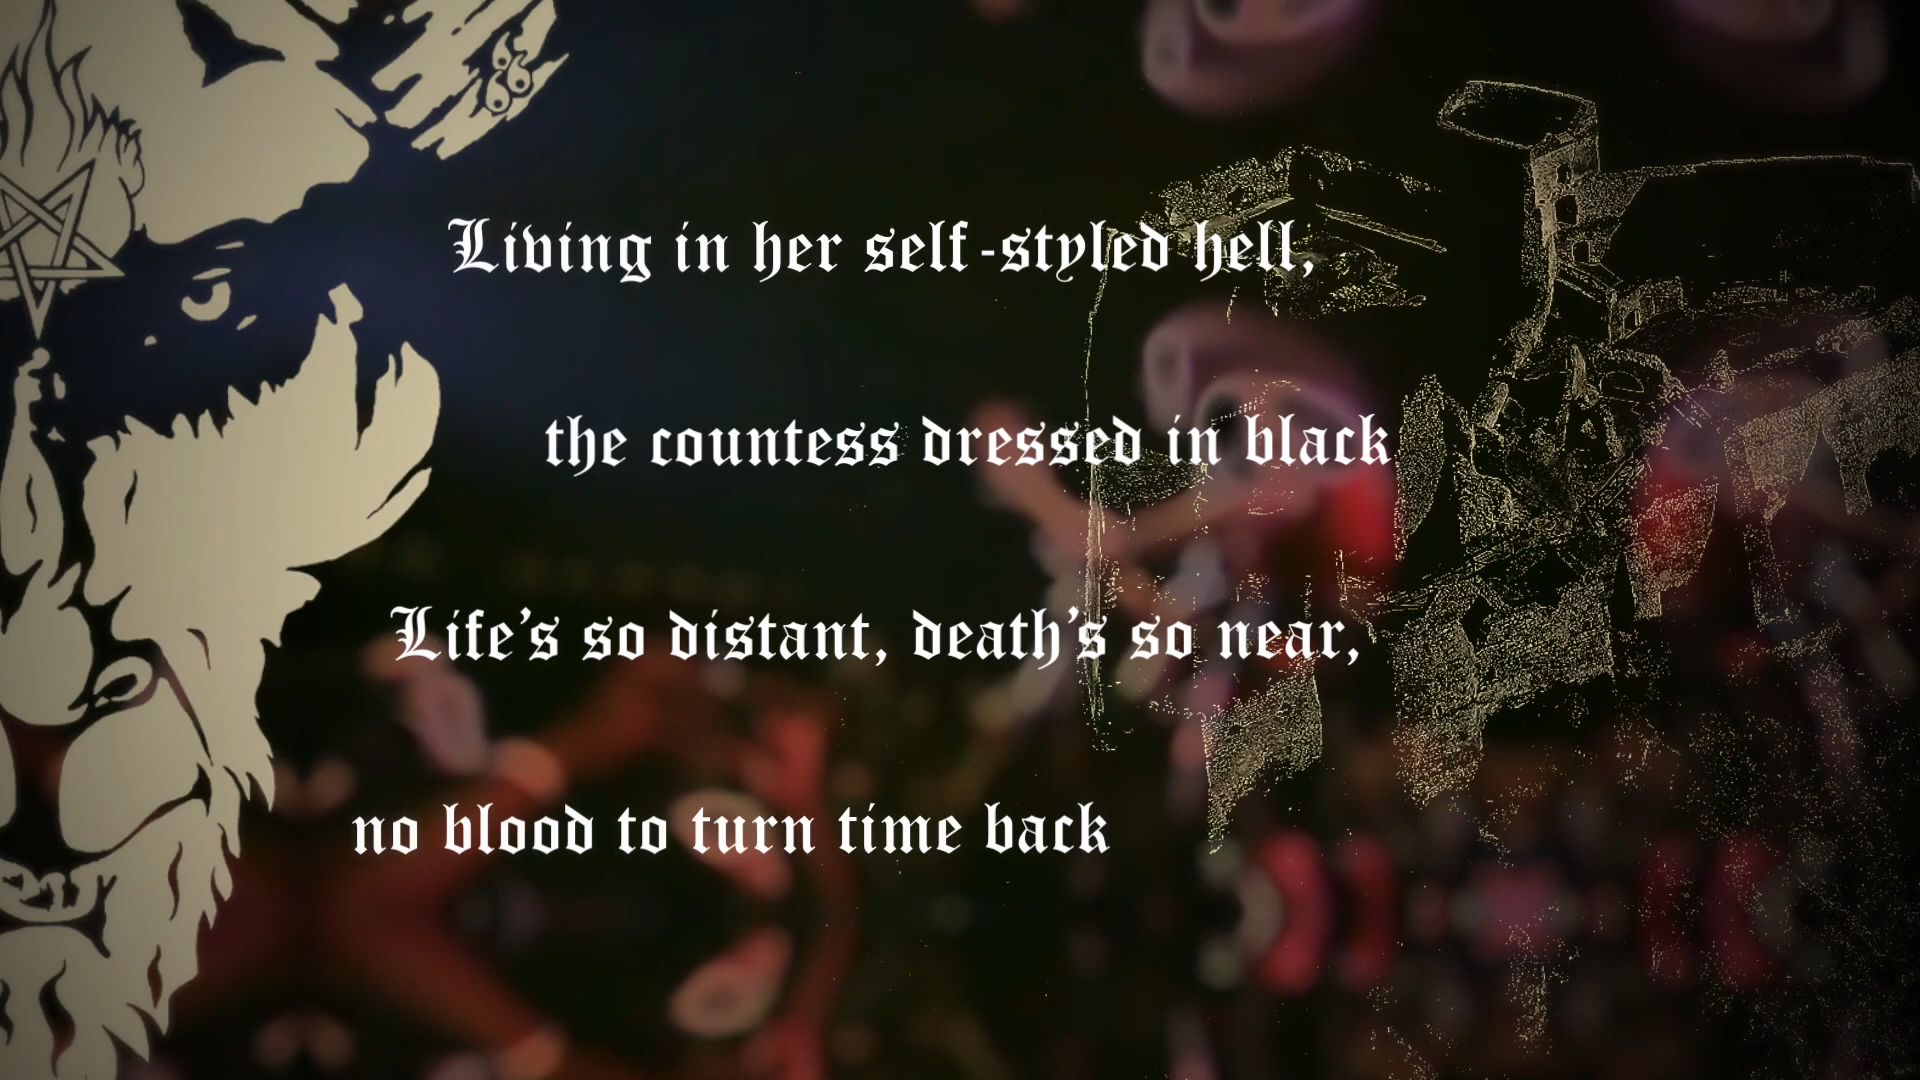 Living in her self-styled hell,
the countess dressed in black
Life's so distant, death's so near,
no blood to turn time back